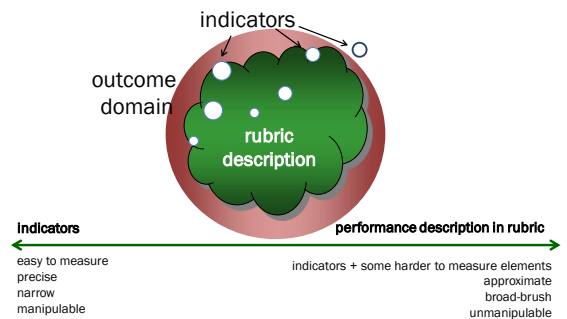 indicators
outcome
domain
rubric
description
indicators
performance description in rubric
easy to measure
precise
narrow
manipulable
indicators + some harder to measure elements
approximate
broad-brush
unmanipulable